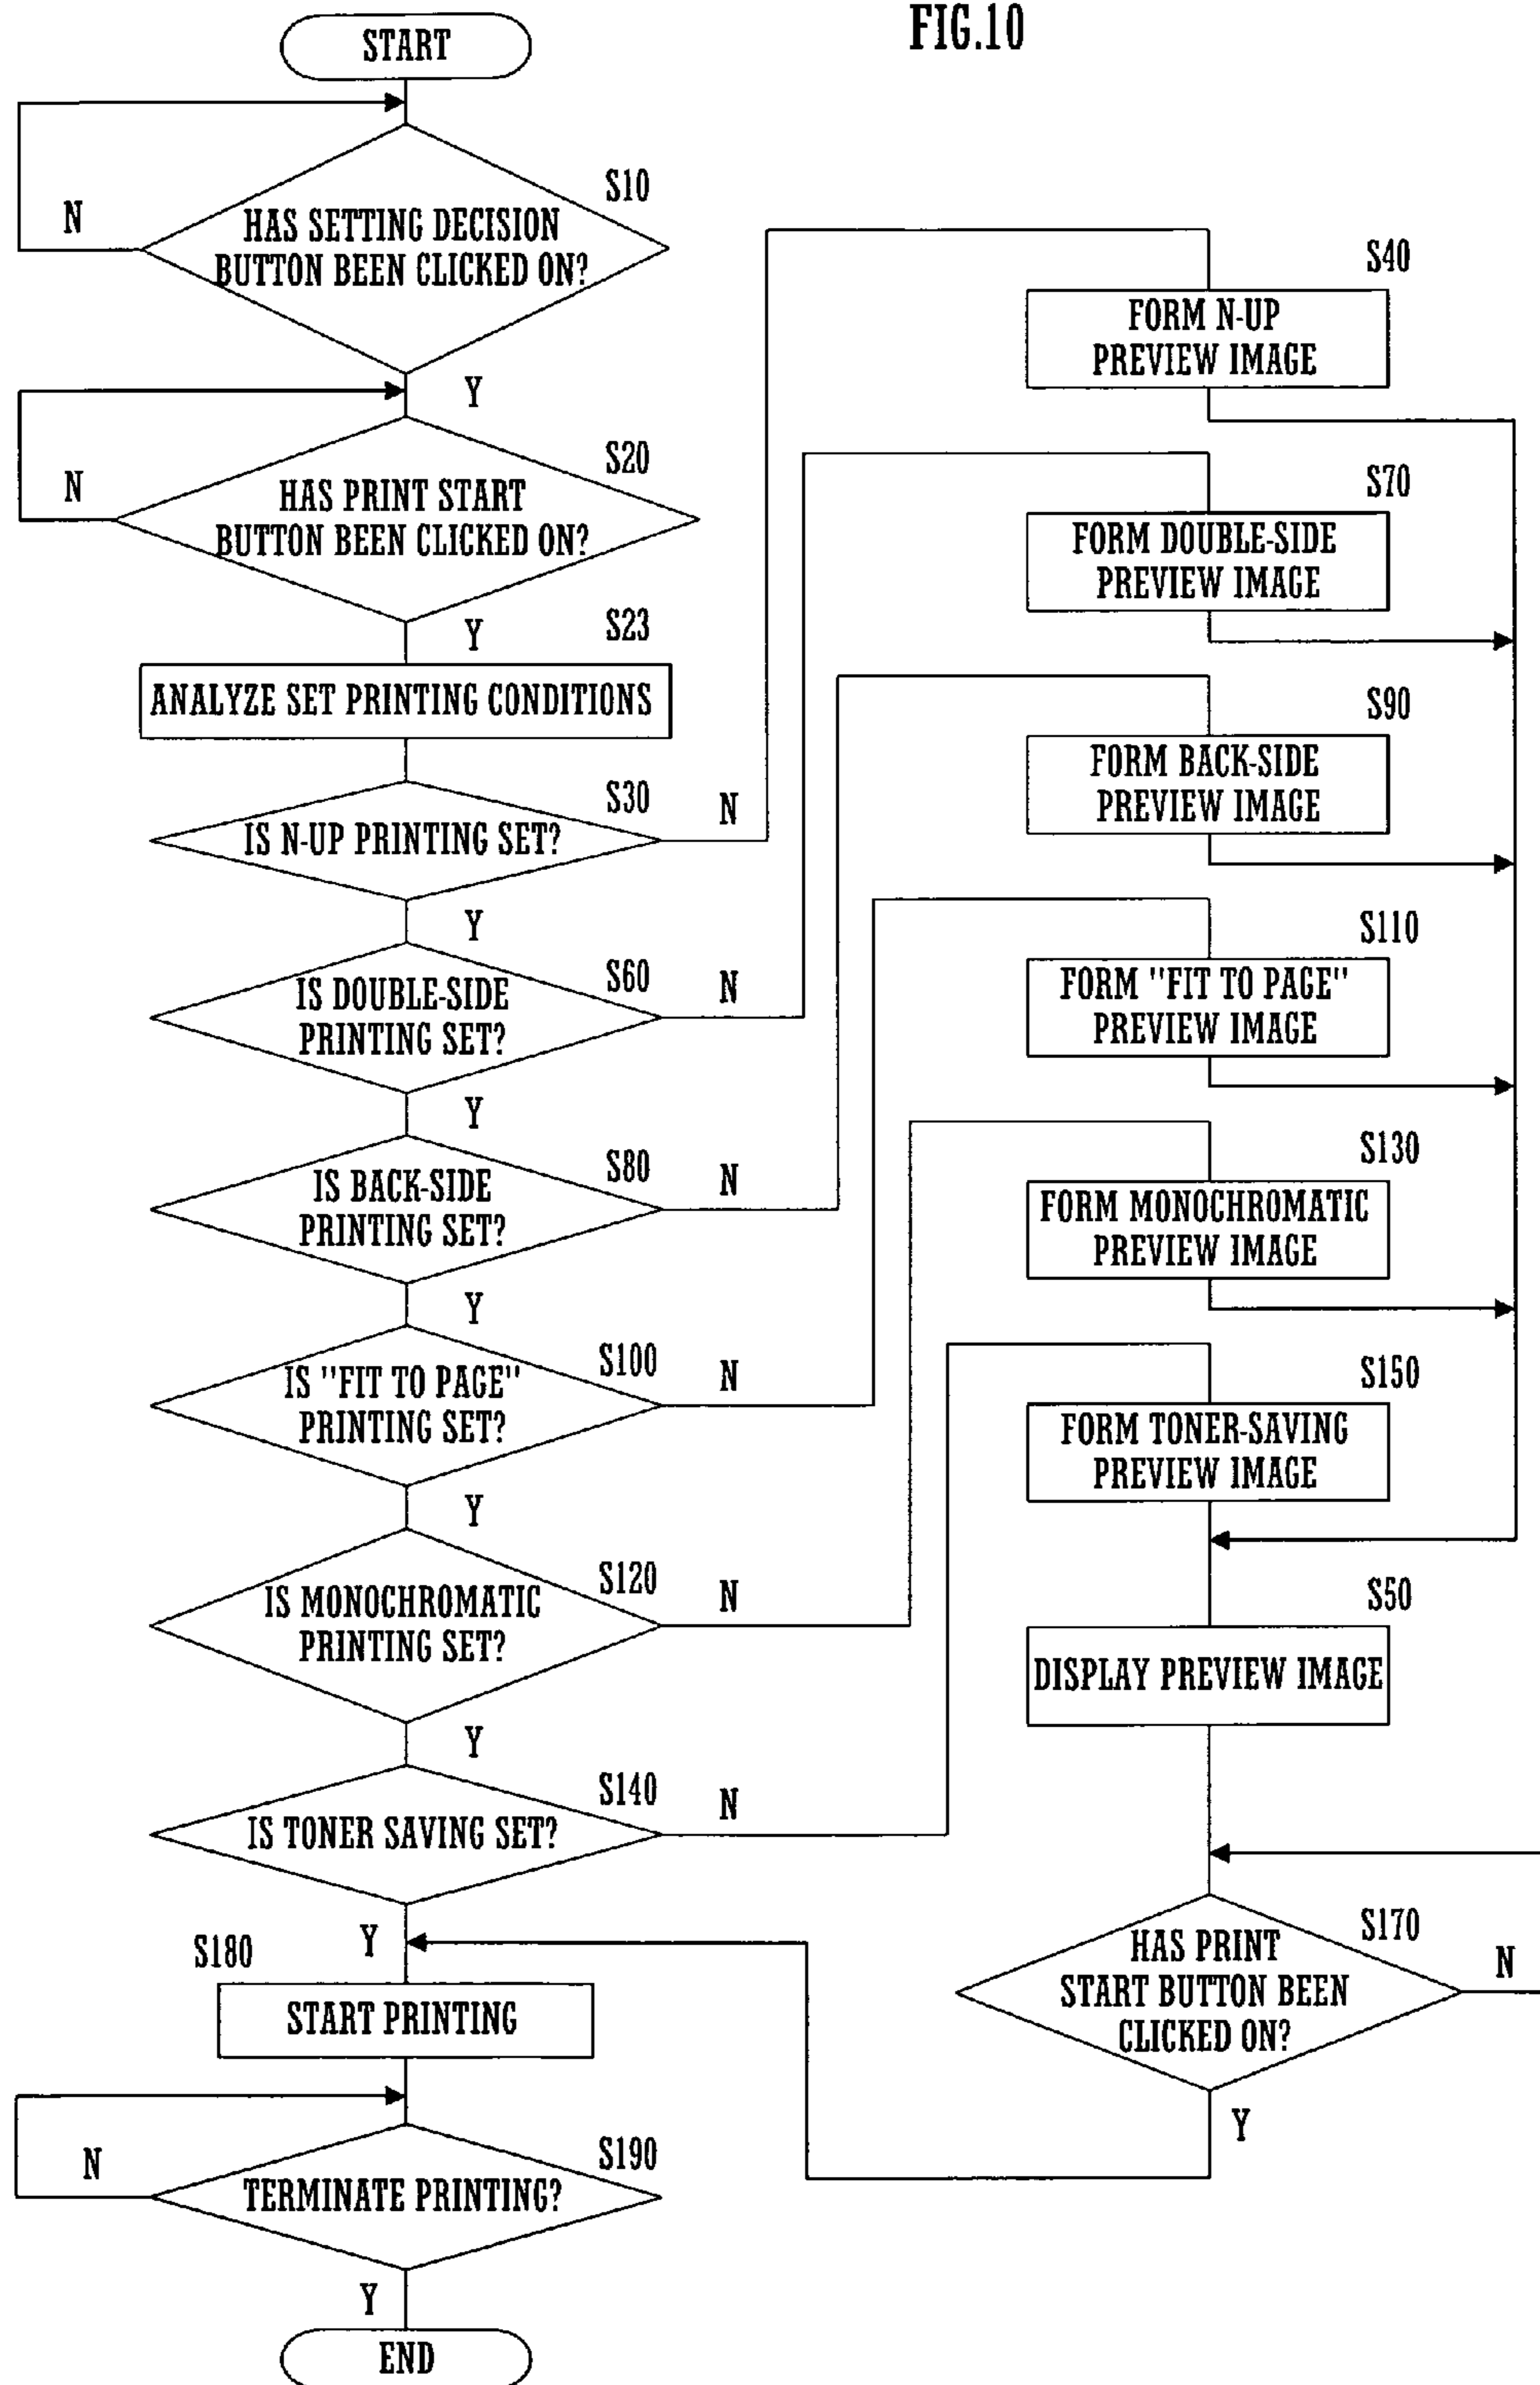 FIG.10
START
S10
HAS SETTING DECISION
BUTTON BEEN CLICKED ON?
N
Y
S20
HAS PRINT START
BUTTON BEEN CLICKED ON?
N
Y
S23
ANALYZE SET PRINTING CONDITIONS
S30
IS N-UP PRINTING SET?
N
Y
S60
IS DOUBLE-SIDE
PRINTING SET?
N
Y
S80
IS BACK-SIDE
PRINTING SET?
N
Y
S100
IS "FIT TO PAGE"
PRINTING SET?
N
Y
S120
IS MONOCHROMATIC
PRINTING SET?
N
Y
S140
IS TONER SAVING SET?
N
Y
S180
START PRINTING
S190
TERMINATE PRINTING?
N
Y
END
S40
FORM N-UP
PREVIEW IMAGE
S70
FORM DOUBLE-SIDE
PREVIEW IMAGE
S90
FORM BACK-SIDE
PREVIEW IMAGE
S110
FORM "FIT TO PAGE"
PREVIEW IMAGE
S130
FORM MONOCHROMATIC
PREVIEW IMAGE
S150
FORM TONER-SAVING
PREVIEW IMAGE
S50
DISPLAY PREVIEW IMAGE
S170
HAS PRINT
START BUTTON BEEN
CLICKED ON?
N
Y